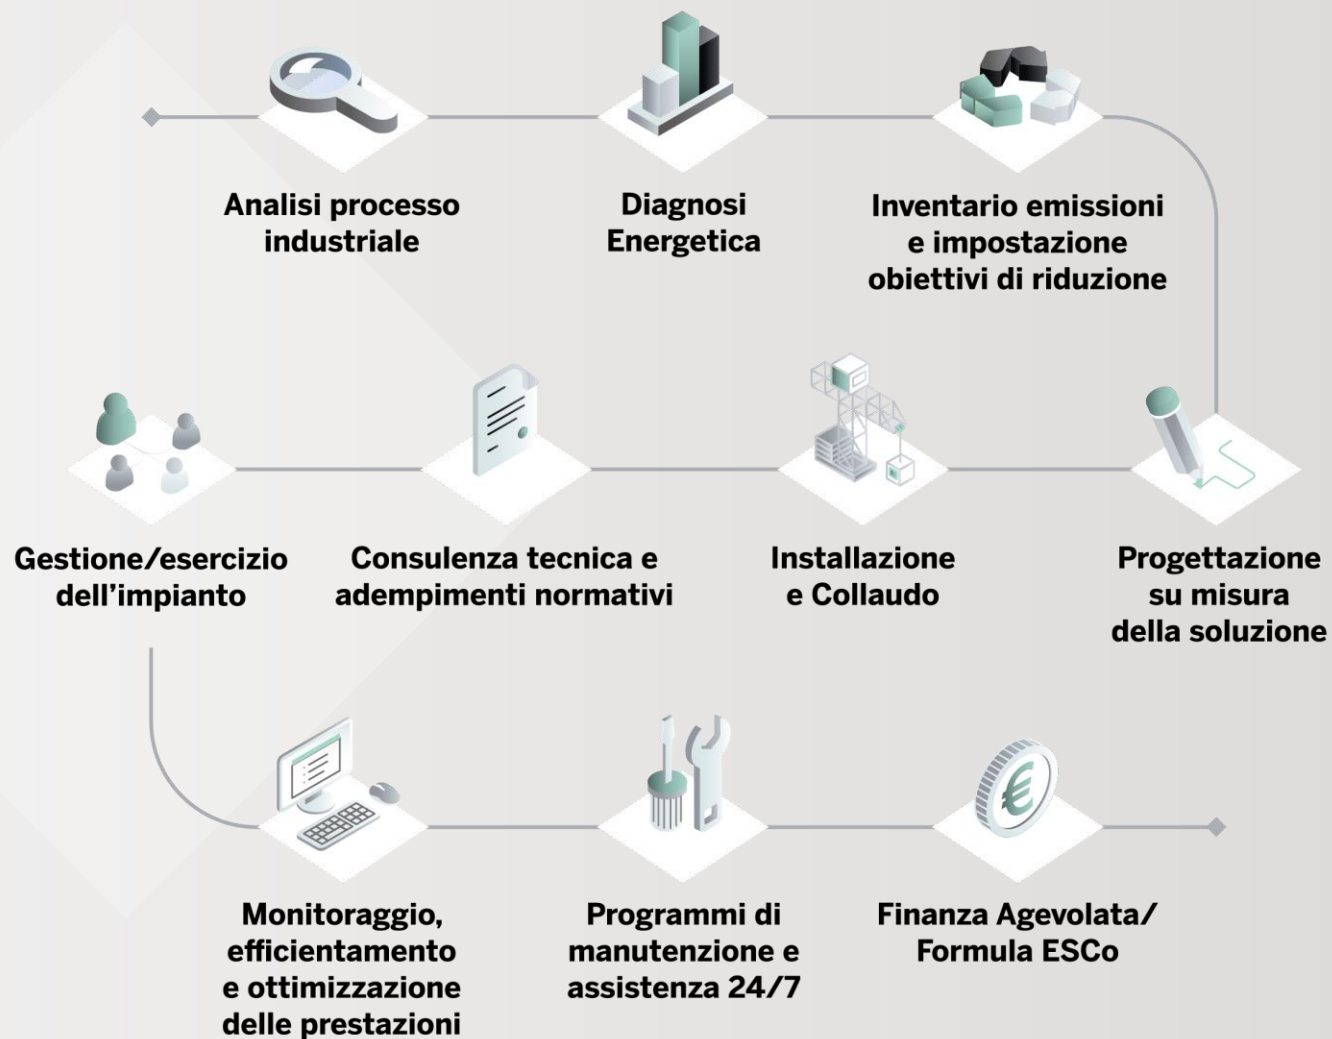 Analisi processo
industriale
Diagnosi
Energetica
Inventario emissioni
e impostazione
obiettivi di riduzione
Gestione/esercizio
dell'impianto
Consulenza tecnica e
adempimenti normativi
Installazione
e Collaudo
Progettazione
su misura
della soluzione
Monitoraggio,
efficientamento
e ottimizzazione
delle prestazioni
Programmi di
manutenzione e
assistenza 24/7
Finanza Agevolata/
Formula ESCo